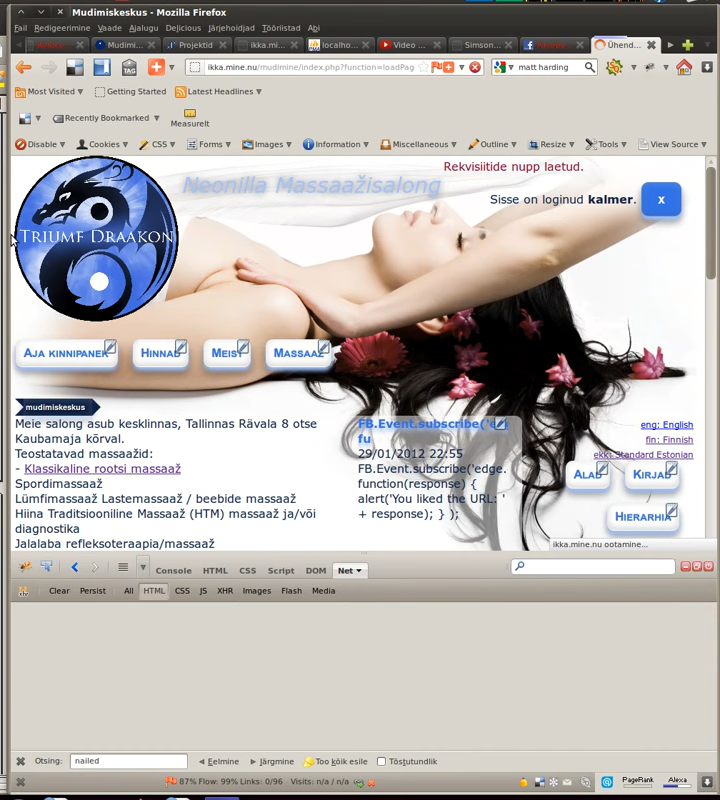 Mudimiskeskus - Mozilla Firefox
Fail Redigeerimine Vaade Ajalugu Delicious Järjehoidjad Tööriistad Abi
Mudimi... Projektid ikka.mi... localho... Video ... Simson... Ühend...
ikka.mine.nu/mudimine/index.php?function=loadPag matt harding
Most Visited Getting Started Latest Headlines
Recently Bookmarked MeasureIt
Disable Cookies CSS Forms Images Information Miscellaneous Outline Resize Tools View Source
Rekvisiitide nupp laetud.
Neonilla Massaažisalong
Sisse on loginud kalmer. x
TRIUMF DRAAKON
AJA KINNIPANEK HINNAD MEIST MASSAAŽ
mudimiskeskus
Meie salong asub kesklinnas, Tallinnas Rävala 8 otse
Kaubamaja kõrval.
Teostatavad massaažid:
- Klassikaline rootsi massaaž
Spordimassaaž
Lümfimassaaž Lastemassaaž / beebide massaaž
Hiina Traditsiooniline Massaaž (HTM) massaaž ja/või
diagnostika
Jalalaba refleksoteraapia/massaaž
FB.Event.subscribe('ed
fu
29/01/2012 22:55
FB.Event.subscribe('edge.
function(response) {
alert('You liked the URL: '
+ response); } );
eng: English
fin: Finnish
ekk: Standard Estonian
ALAD KIRJAD
HIERARHIA
ikka.mine.nu ootamine...
Console HTML CSS Script DOM Net
Clear Persist All HTML CSS JS XHR Images Flash Media
Otsing: nailed Eelmine Järgmine Too kõik esile Tõstutundlik
87% Flow: 99% Links: 0/96 Visits: n/a / n/a PageRank Alexa